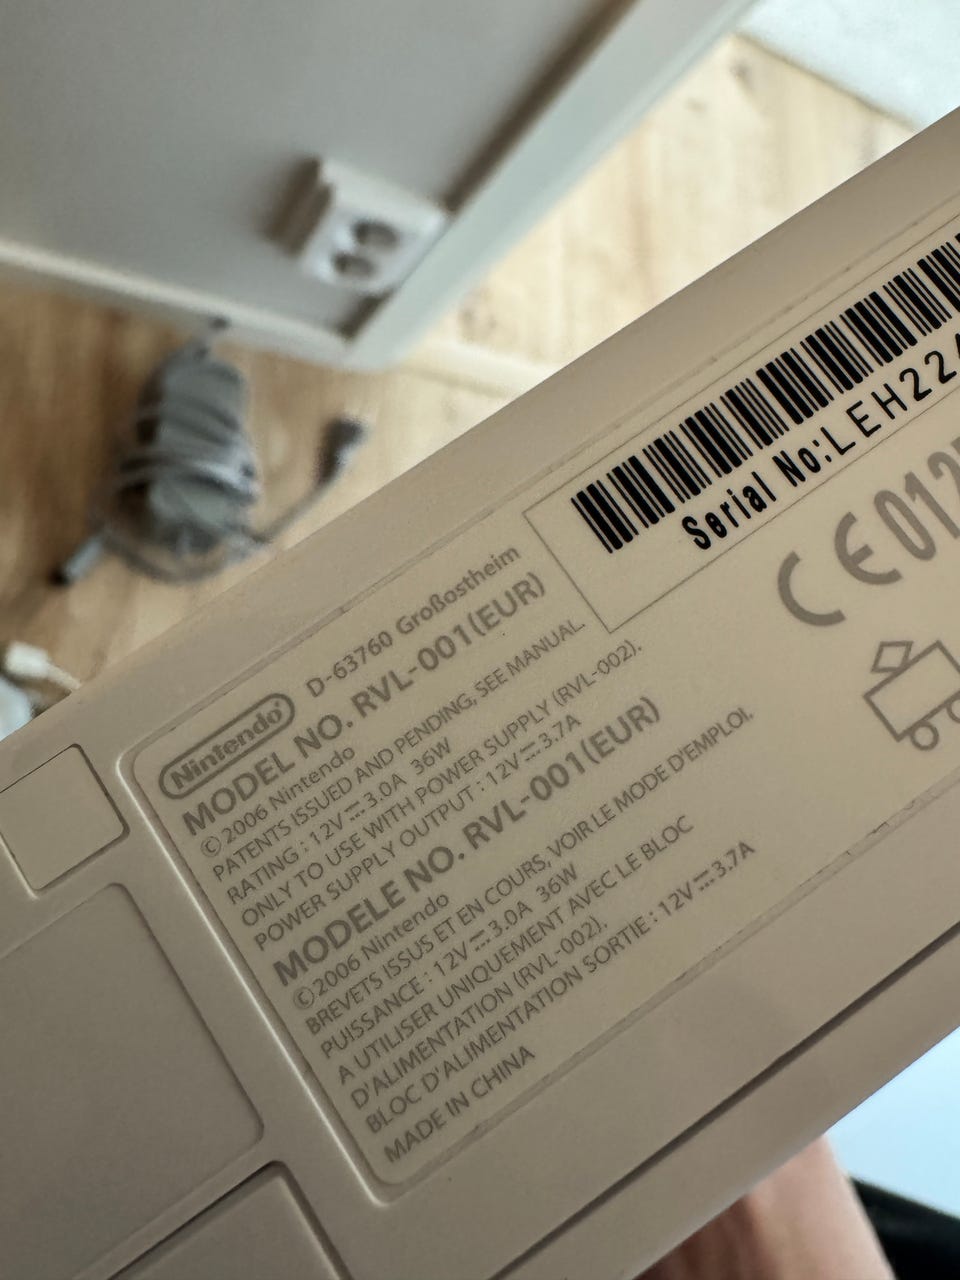 Nintendo® D-63760 Großostheim
MODEL NO. RVL-001(EUR)
©2006 Nintendo
PATENTS ISSUED AND PENDING, SEE MANUAL.
RATING : 12V⎓3.0A 36W
ONLY TO USE WITH POWER SUPPLY (RVL-002).
POWER SUPPLY OUTPUT : 12V⎓3.7A
MODELE NO. RVL-001(EUR)
©2006 Nintendo
BREVETS ISSUS ET EN COURS, VOIR LE MODE D'EMPLOI.
PUISSANCE : 12V⎓3.0A 36W
A UTILISER UNIQUEMENT AVEC LE BLOC
D'ALIMENTATION (RVL-002).
BLOC D'ALIMENTATION SORTIE : 12V⎓3.7A
MADE IN CHINA
Serial No:LEH22
CE012